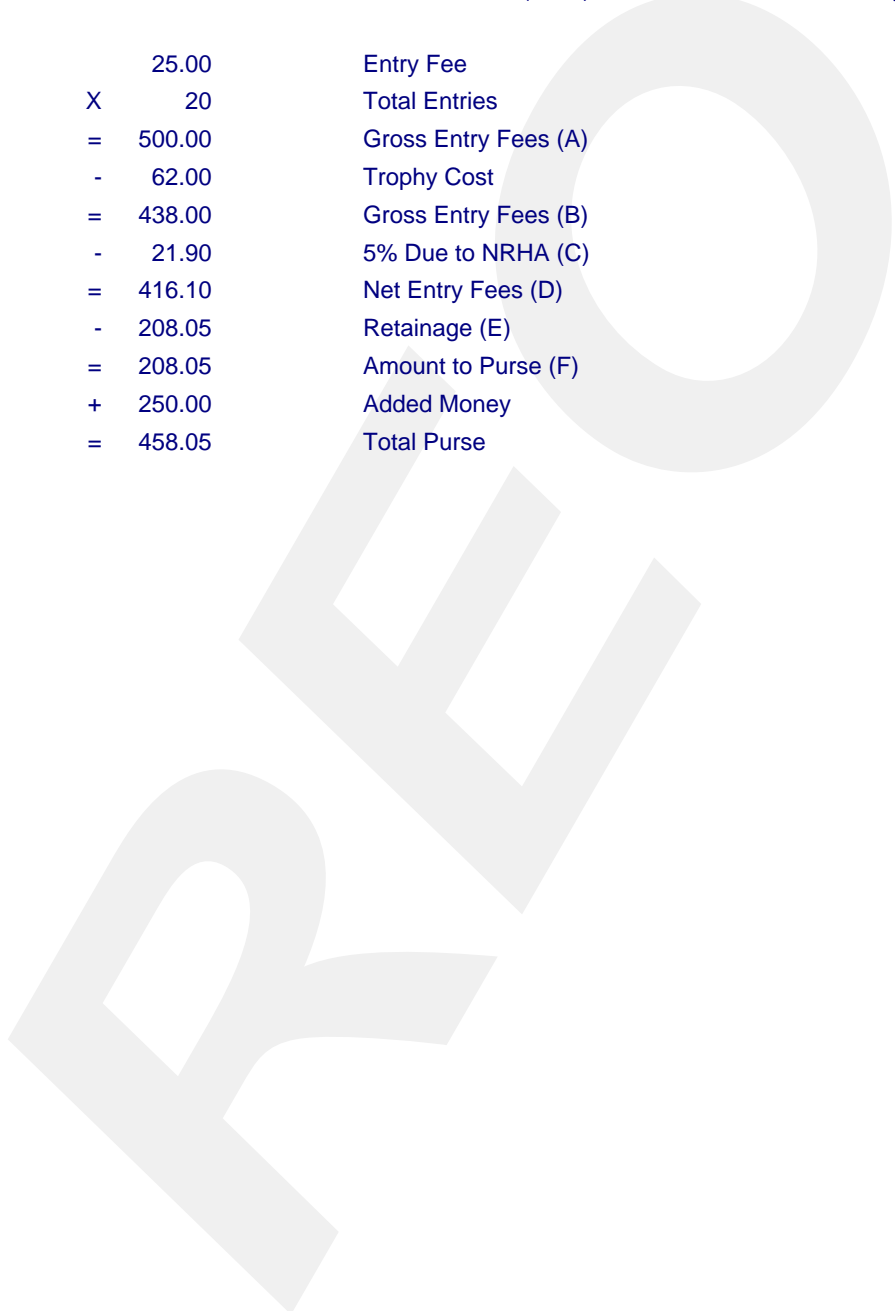 25.00 Entry Fee
X 20 Total Entries
= 500.00 Gross Entry Fees (A)
- 62.00 Trophy Cost
= 438.00 Gross Entry Fees (B)
- 21.90 5% Due to NRHA (C)
= 416.10 Net Entry Fees (D)
- 208.05 Retainage (E)
= 208.05 Amount to Purse (F)
+ 250.00 Added Money
= 458.05 Total Purse
REO